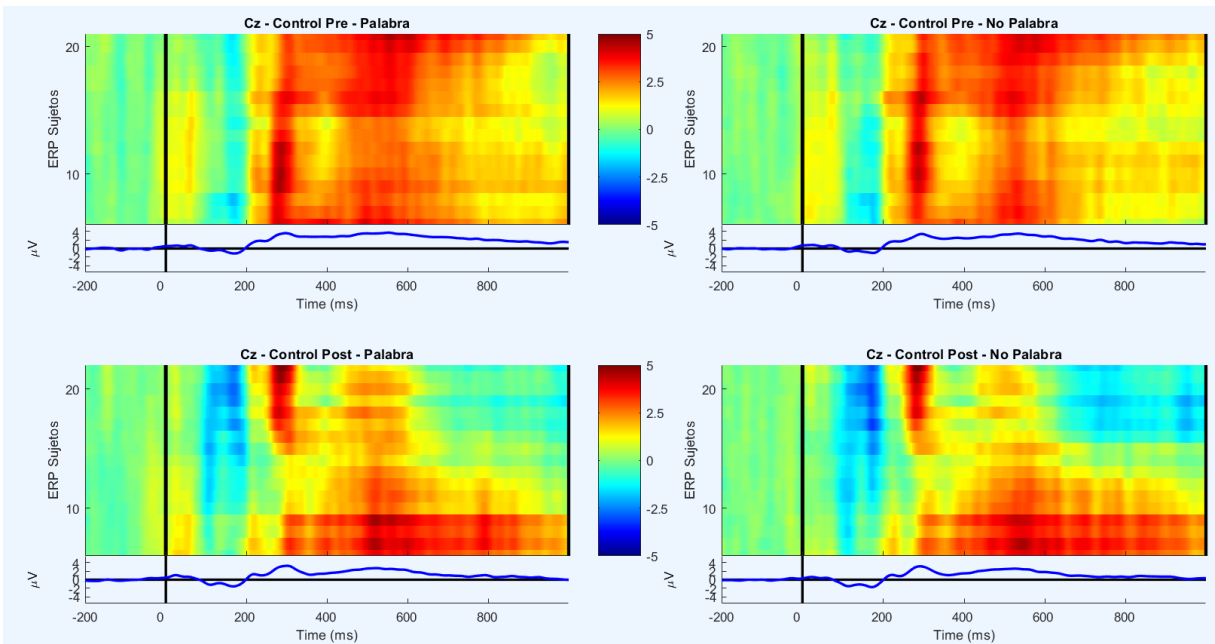 Cz - Control Pre - Palabra
20
10
ERP Sujetos
5
2.5
0
-2.5
-5
4
2
0
-2
-4
μV
-200 0 200 400 600 800
Time (ms)
Cz - Control Pre - No Palabra
20
10
ERP Sujetos
4
2
0
-2
-4
μV
-200 0 200 400 600 800
Time (ms)
Cz - Control Post - Palabra
20
10
ERP Sujetos
5
2.5
0
-2.5
-5
4
2
0
-2
-4
μV
-200 0 200 400 600 800
Time (ms)
Cz - Control Post - No Palabra
20
10
ERP Sujetos
4
2
0
-2
-4
μV
-200 0 200 400 600 800
Time (ms)